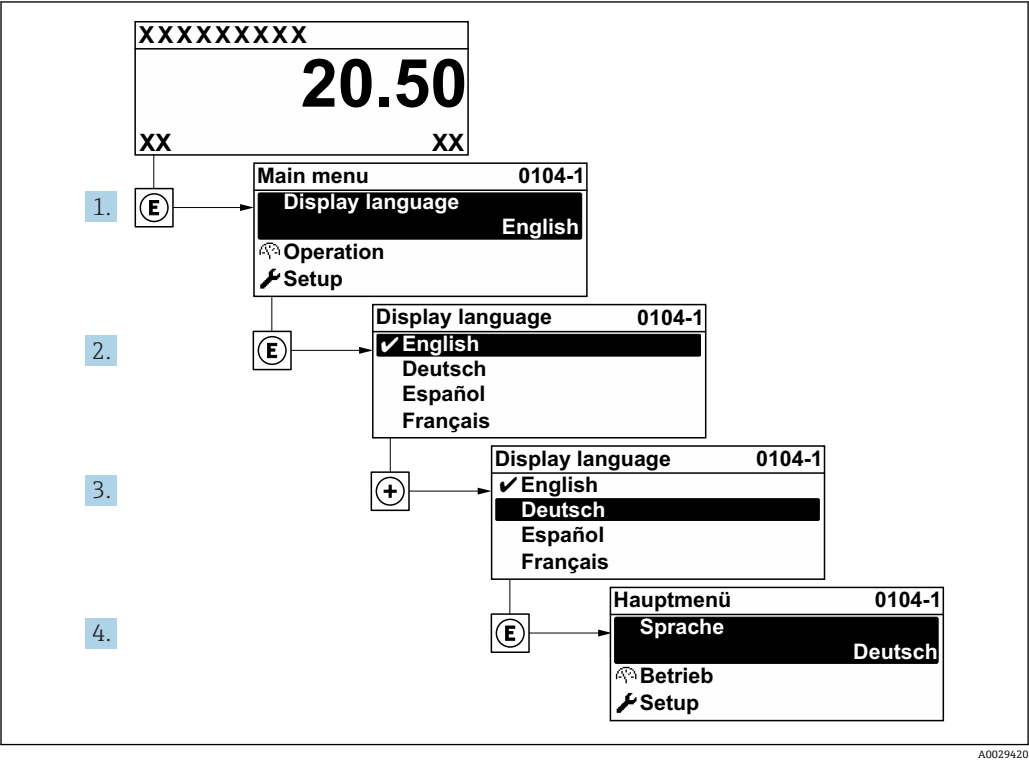 XXXXXXXXX
20.50
XX XX
1.
E
Main menu 0104-1
Display language
English
Operation
Setup
2.
E
Display language 0104-1
✔English
Deutsch
Español
Français
3.
+
Display language 0104-1
✔English
Deutsch
Español
Français
4.
E
Hauptmenü 0104-1
Sprache
Deutsch
Betrieb
Setup
A0029420